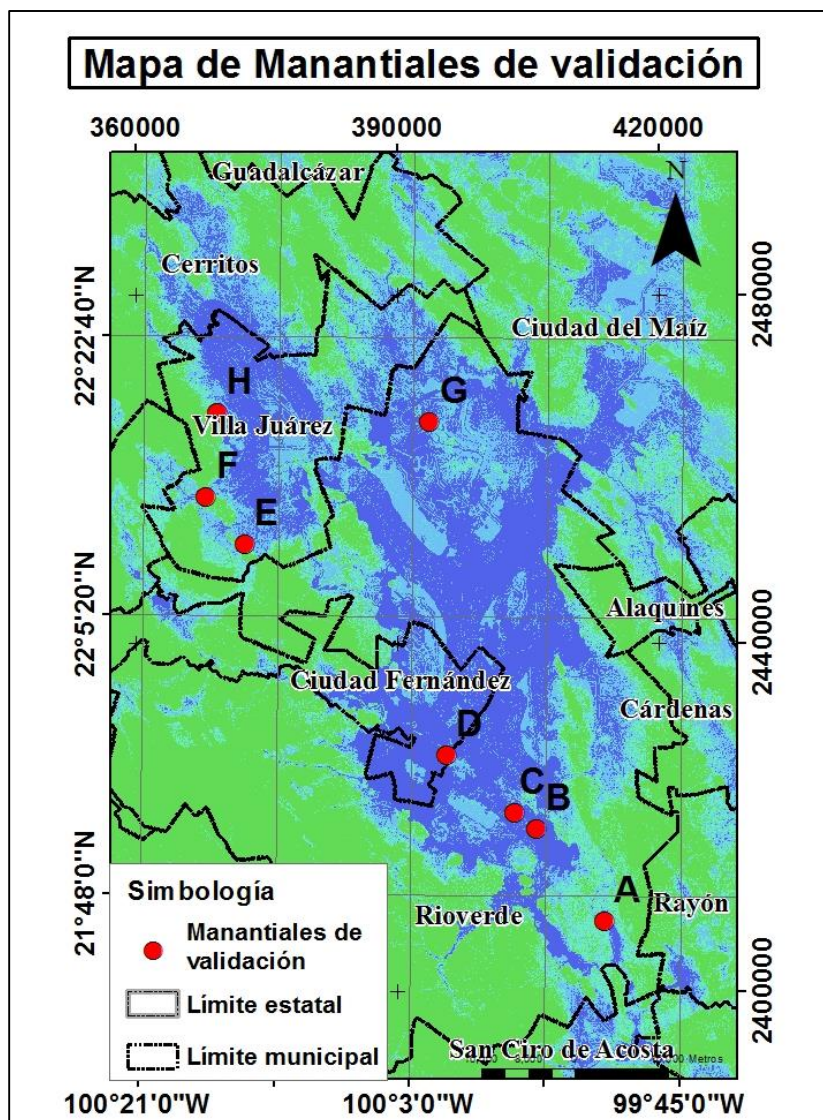 Mapa de Manantiales de validación
360000 390000 420000
Guadalcázar
N
Cerritos
2480000
22°22'40"N
Ciudad del Maíz
H
G
Villa Juárez
F
E
22°5'20"N
Alaquines
2440000
Ciudad Fernández
Cárdenas
D
C B
21°48'0"N
A
Rioverde
Rayón
Simbología
Manantiales de
validación
2400000
Límite estatal
Límite municipal
San Ciro de Acosta
Metros
100°21'0"W 100°3'0"W 99°45'0"W